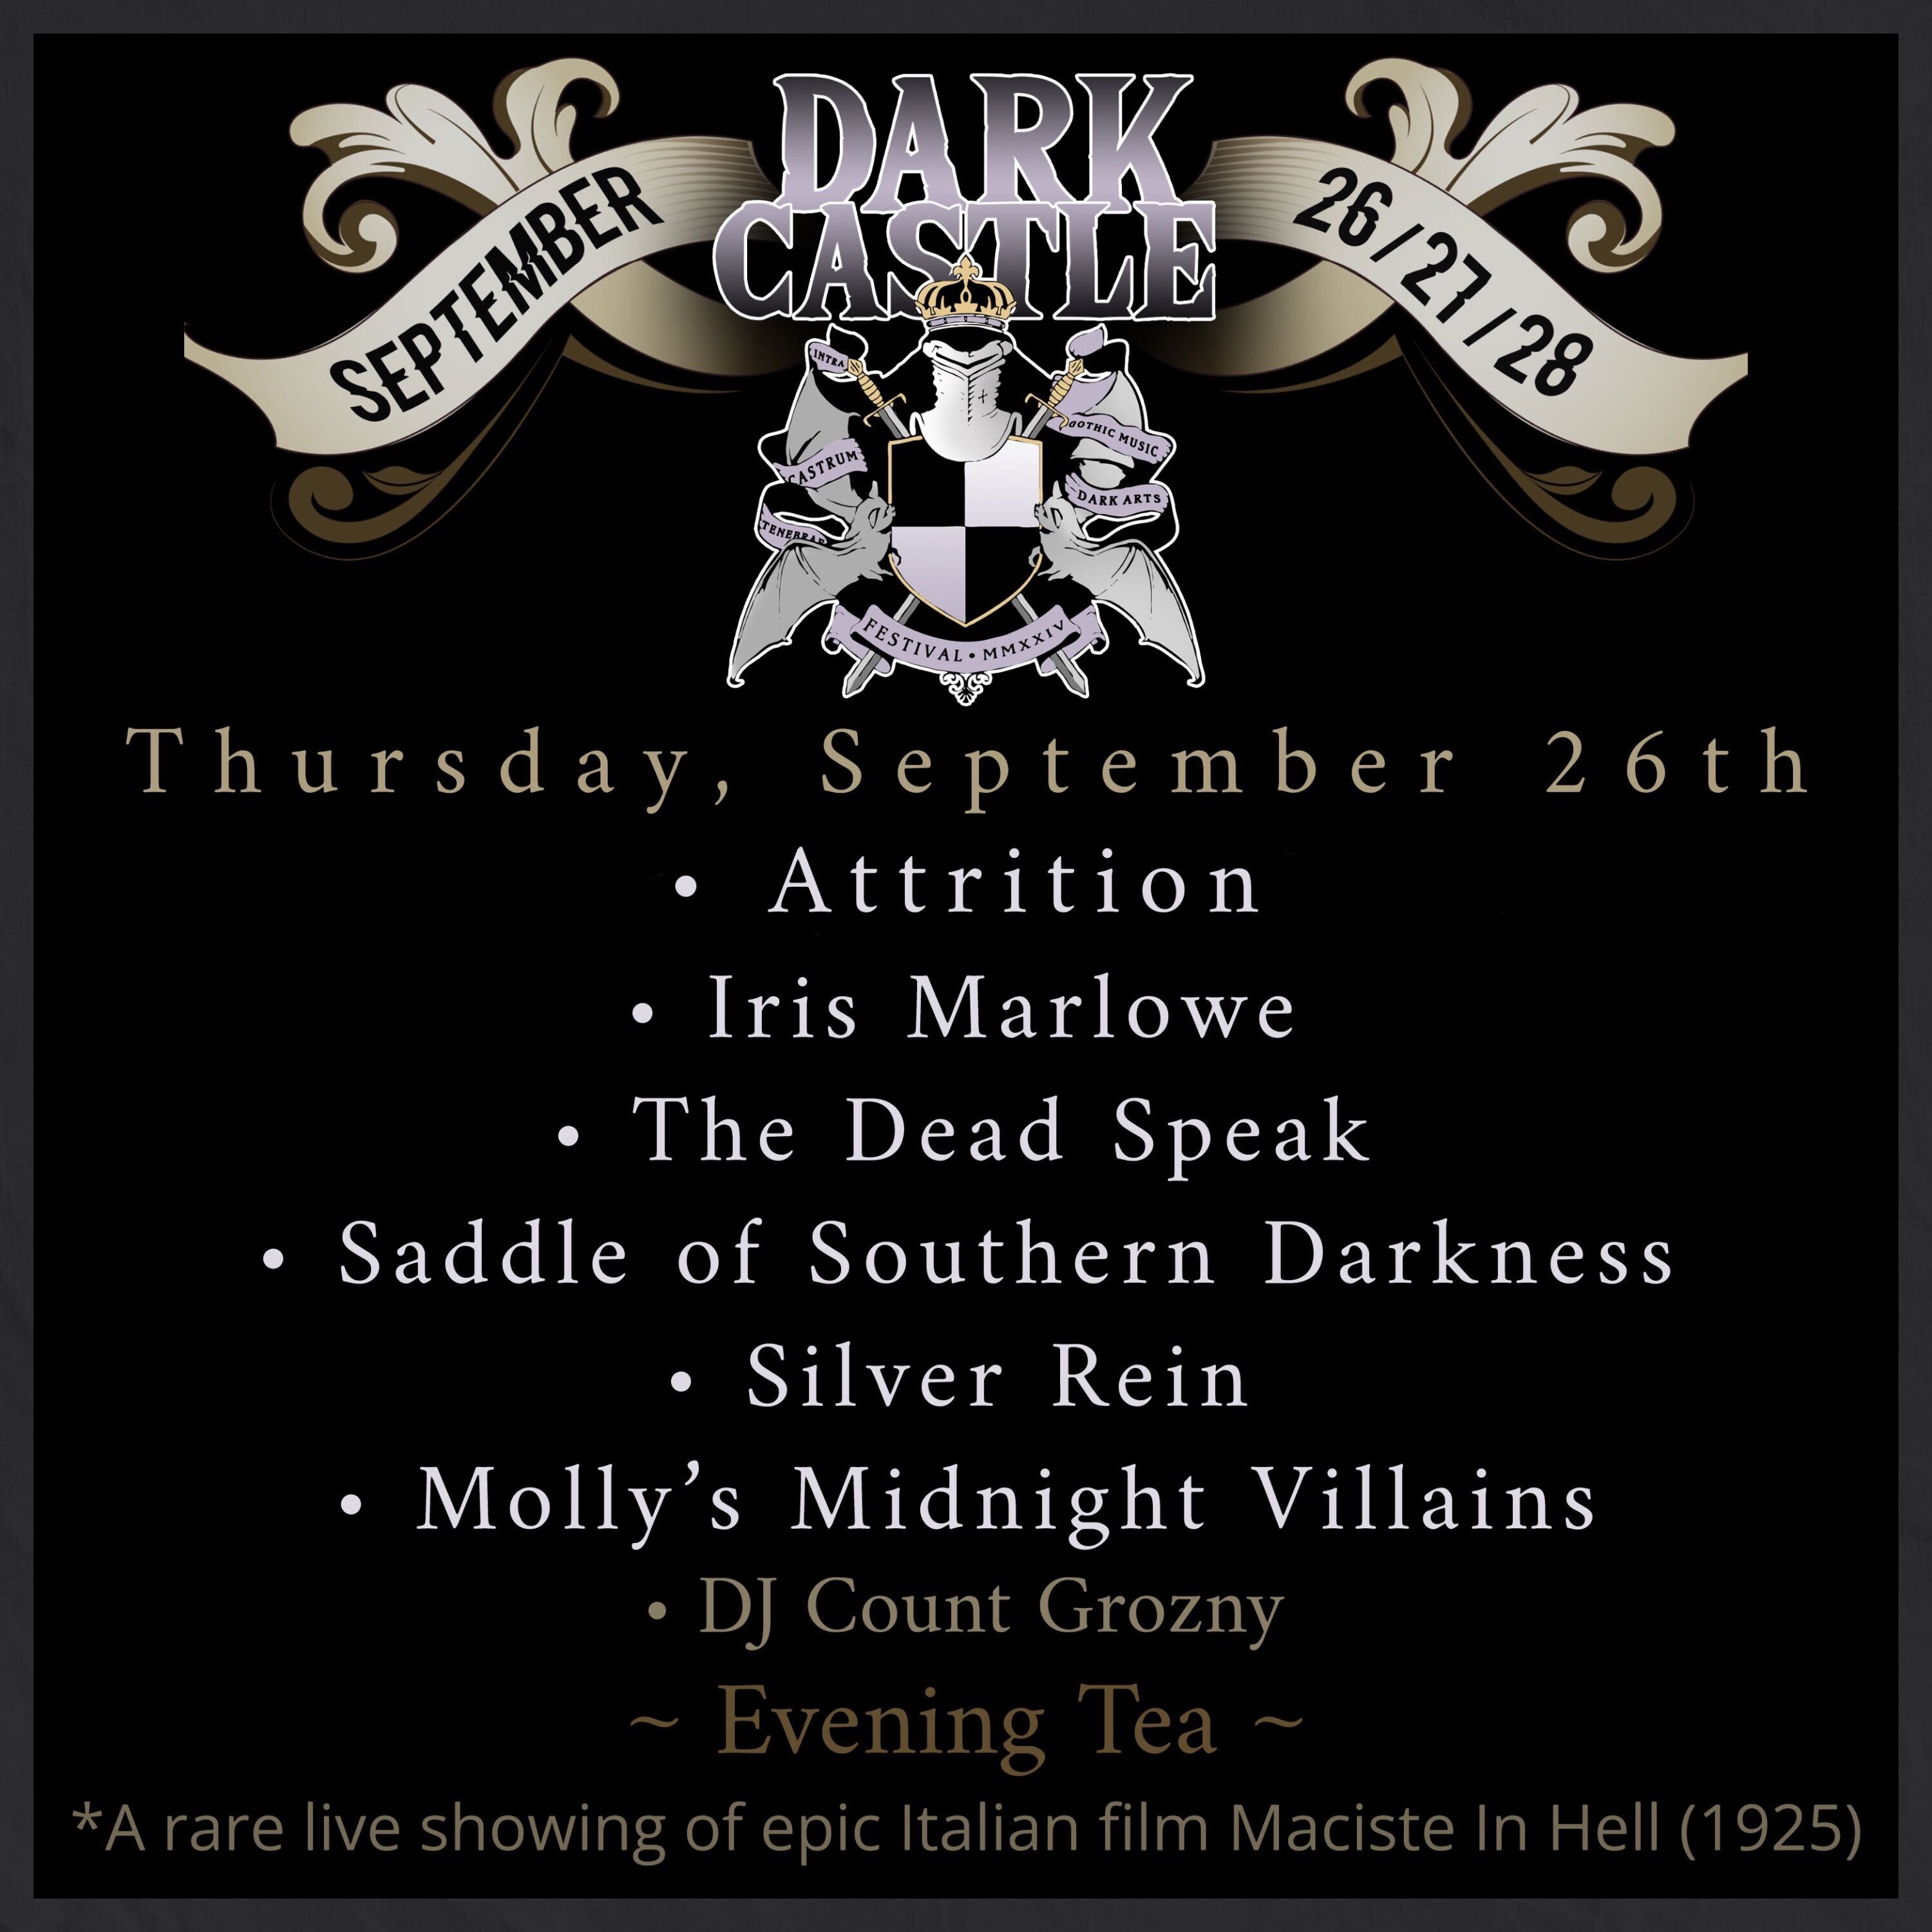 DARK
CASTLE
SEPTEMBER
26/27/28
INTRA
CASTRUM
TENEBRAE
GOTHIC MUSIC
DARK ARTS
FESTIVAL • MMXXIV
Thursday, September 26th
• Attrition
• Iris Marlowe
• The Dead Speak
• Saddle of Southern Darkness
• Silver Rein
• Molly’s Midnight Villains
• DJ Count Grozny
~ Evening Tea ~
*A rare live showing of epic Italian film Maciste In Hell (1925)